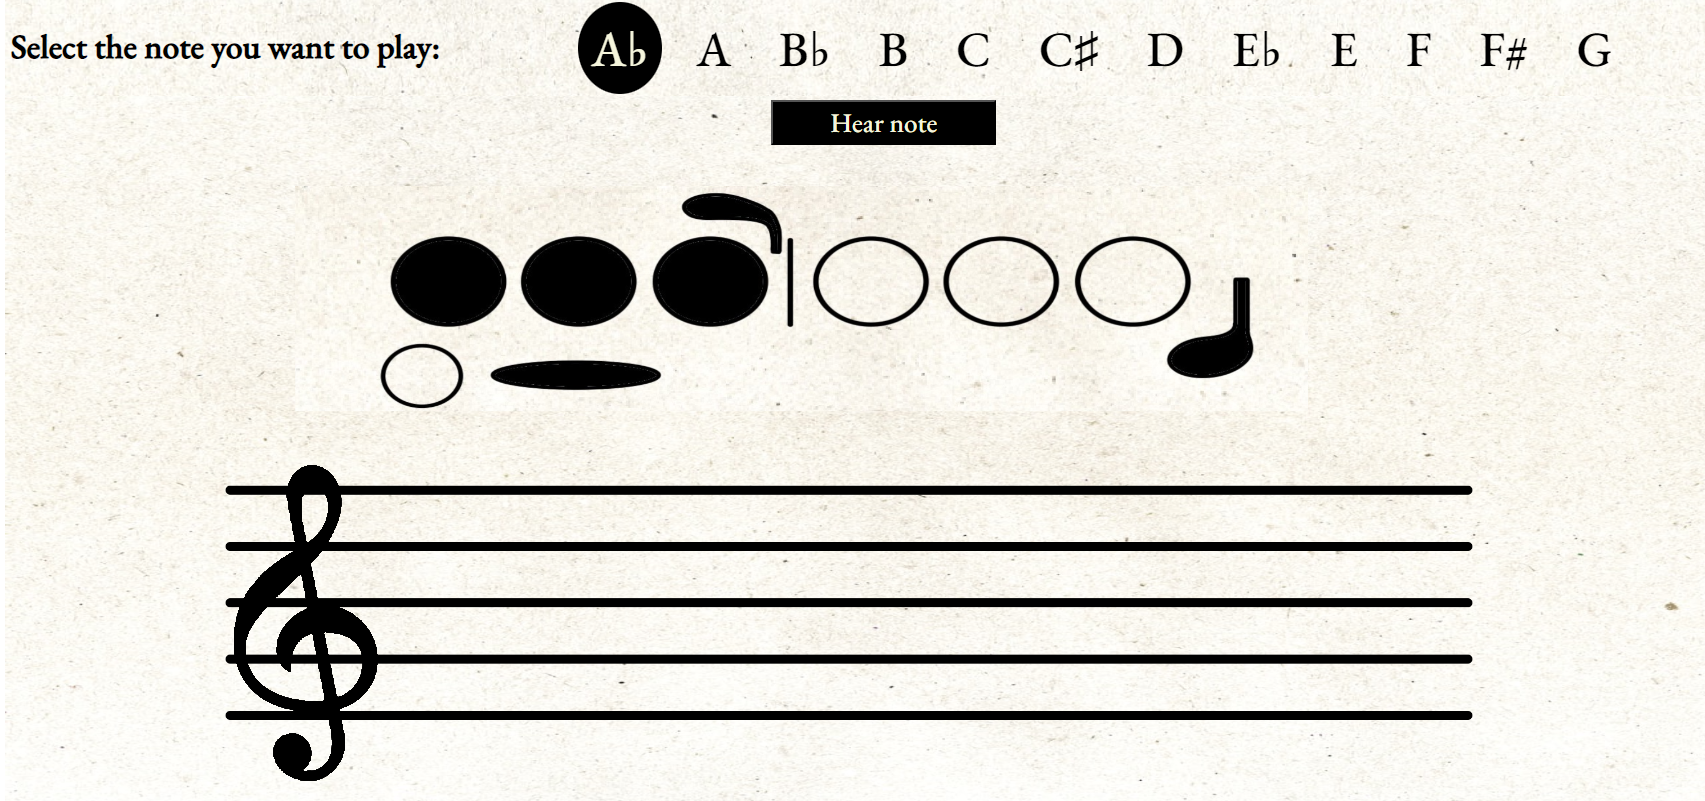 Select the note you want to play: A♭ A B♭ B C C♯ D E♭ E F F# G
Hear note